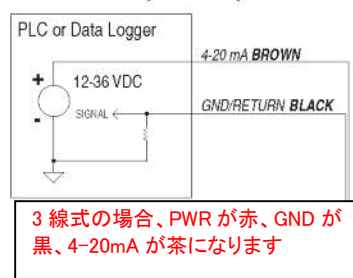 PLC or Data Logger
4-20 mA BROWN
+
12-36 VDC
GND/RETURN BLACK
SIGNAL
-
3 線式の場合、PWR が赤、GND が
黒、4-20mA が茶になります